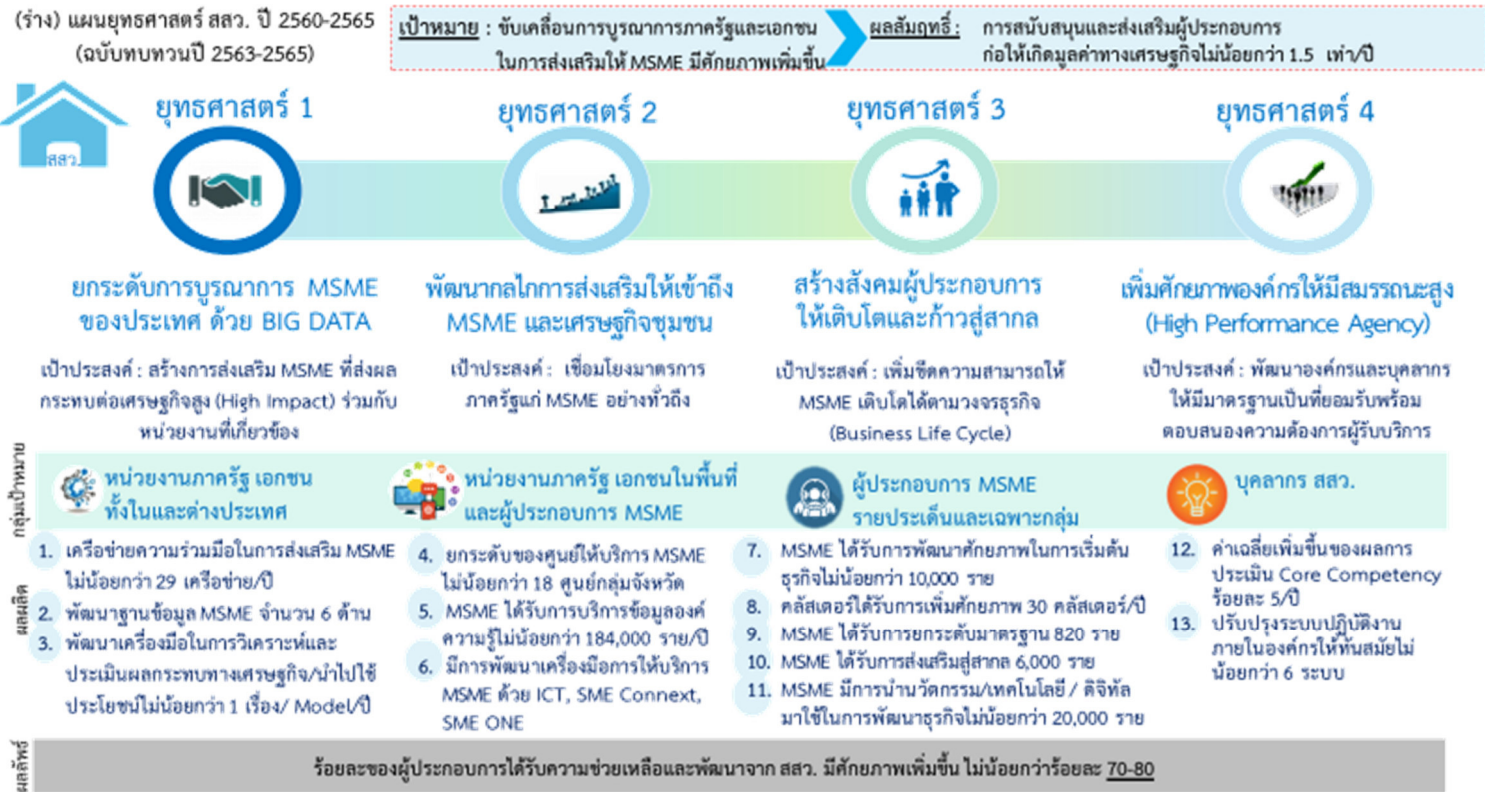 (ร่าง) แผนยุทธศาสตร์ สสว. ปี 2560-2565
(ฉบับทบทวนปี 2563-2565)
เป้าหมาย : ขับเคลื่อนการบูรณาการภาครัฐและเอกชน
ในการส่งเสริมให้ MSME มีศักยภาพเพิ่มขึ้น
ผลสัมฤทธิ์ : การสนับสนุนและส่งเสริมผู้ประกอบการ
ก่อให้เกิดมูลค่าทางเศรษฐกิจไม่น้อยกว่า 1.5 เท่า/ปี
สสว.
ยุทธศาสตร์ 1
ยกระดับการบูรณาการ MSME
ของประเทศ ด้วย BIG DATA
เป้าประสงค์ : สร้างการส่งเสริม MSME ที่ส่งผล
กระทบต่อเศรษฐกิจสูง (High Impact) ร่วมกับ
หน่วยงานที่เกี่ยวข้อง
ยุทธศาสตร์ 2
พัฒนากลไกการส่งเสริมให้เข้าถึง
MSME และเศรษฐกิจชุมชน
เป้าประสงค์ : เชื่อมโยงมาตรการ
ภาครัฐแก่ MSME อย่างทั่วถึง
ยุทธศาสตร์ 3
สร้างสังคมผู้ประกอบการ
ให้เติบโตและก้าวสู่สากล
เป้าประสงค์ : เพิ่มขีดความสามารถให้
MSME เติบโตได้ตามวงจรธุรกิจ
(Business Life Cycle)
ยุทธศาสตร์ 4
เพิ่มศักยภาพองค์กรให้มีสมรรถนะสูง
(High Performance Agency)
เป้าประสงค์ : พัฒนาองค์กรและบุคลากร
ให้มีมาตรฐานเป็นที่ยอมรับพร้อม
ตอบสนองความต้องการผู้รับบริการ
กลุ่มเป้าหมาย
หน่วยงานภาครัฐ เอกชน
ทั้งในและต่างประเทศ
หน่วยงานภาครัฐ เอกชนในพื้นที่
และผู้ประกอบการ MSME
ผู้ประกอบการ MSME
รายประเด็นและเฉพาะกลุ่ม
บุคลากร สสว.
ผลผลิต
1. เครือข่ายความร่วมมือในการส่งเสริม MSME
ไม่น้อยกว่า 29 เครือข่าย/ปี
2. พัฒนาฐานข้อมูล MSME จำนวน 6 ด้าน
3. พัฒนาเครื่องมือในการวิเคราะห์และ
ประเมินผลกระทบทางเศรษฐกิจ/นำไปใช้
ประโยชน์ไม่น้อยกว่า 1 เรื่อง/ Model/ปี
4. ยกระดับของศูนย์ให้บริการ MSME
ไม่น้อยกว่า 18 ศูนย์กลุ่มจังหวัด
5. MSME ได้รับการบริการข้อมูลองค์
ความรู้ไม่น้อยกว่า 184,000 ราย/ปี
6. มีการพัฒนาเครื่องมือการให้บริการ
MSME ด้วย ICT, SME Connext,
SME ONE
7. MSME ได้รับการพัฒนาศักยภาพในการเริ่มต้น
ธุรกิจไม่น้อยกว่า 10,000 ราย
8. คลัสเตอร์ได้รับการเพิ่มศักยภาพ 30 คลัสเตอร์/ปี
9. MSME ได้รับการยกระดับมาตรฐาน 820 ราย
10. MSME ได้รับการส่งเสริมสู่สากล 6,000 ราย
11. MSME มีการนำนวัตกรรม/เทคโนโลยี / ดิจิทัล
มาใช้ในการพัฒนาธุรกิจไม่น้อยกว่า 20,000 ราย
12. ค่าเฉลี่ยเพิ่มขึ้นของผลการ
ประเมิน Core Competency
ร้อยละ 5/ปี
13. ปรับปรุงระบบปฏิบัติงาน
ภายในองค์กรให้ทันสมัยไม่
น้อยกว่า 6 ระบบ
ผลลัพธ์
ร้อยละของผู้ประกอบการได้รับความช่วยเหลือและพัฒนาจาก สสว. มีศักยภาพเพิ่มขึ้น ไม่น้อยกว่าร้อยละ 70-80